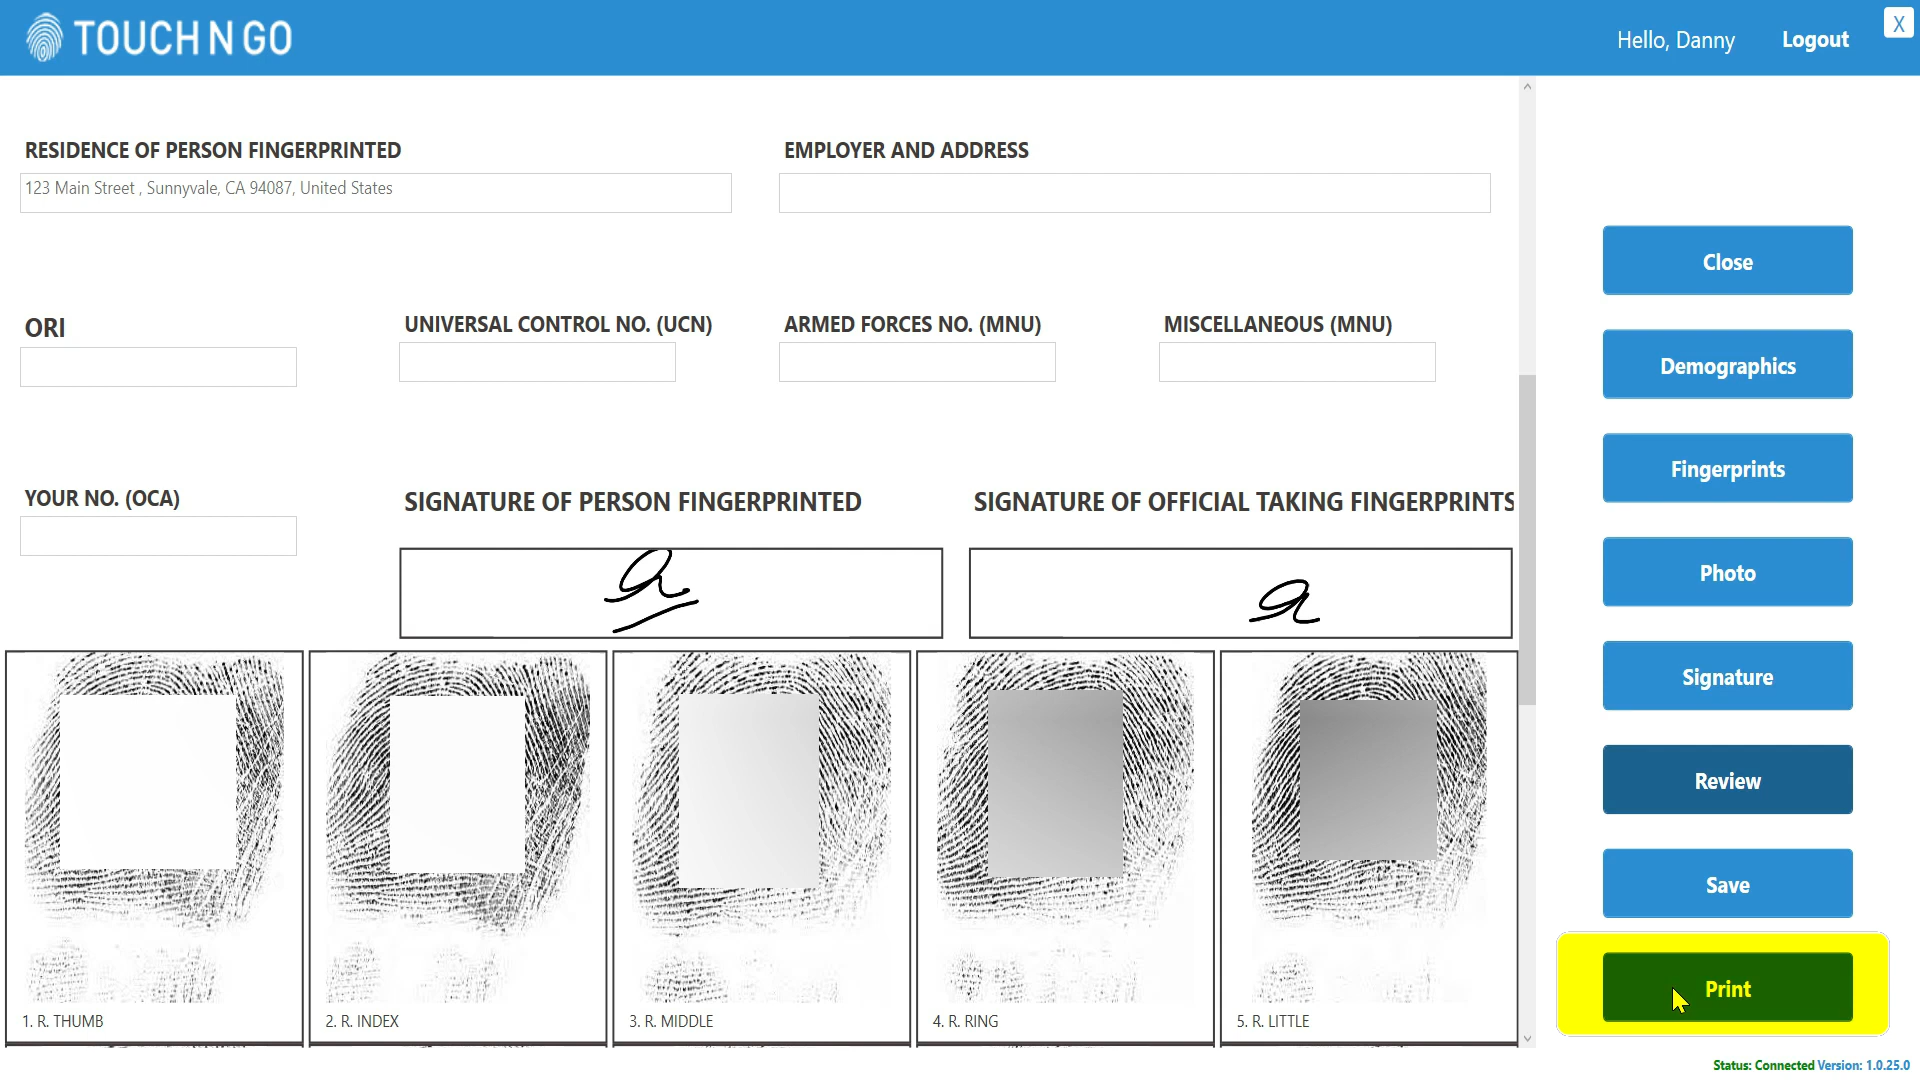 TOUCH N GO
Hello, Danny
Logout
X
RESIDENCE OF PERSON FINGERPRINTED
EMPLOYER AND ADDRESS
123 Main Street , Sunnyvale, CA 94087, United States
ORI
UNIVERSAL CONTROL NO. (UCN)
ARMED FORCES NO. (MNU)
MISCELLANEOUS (MNU)
YOUR NO. (OCA)
SIGNATURE OF PERSON FINGERPRINTED
SIGNATURE OF OFFICIAL TAKING FINGERPRINTS
a
a
1. R. THUMB
2. R. INDEX
3. R. MIDDLE
4. R. RING
5. R. LITTLE
Close
Demographics
Fingerprints
Photo
Signature
Review
Save
Print
Status: Connected Version: 1.0.25.0